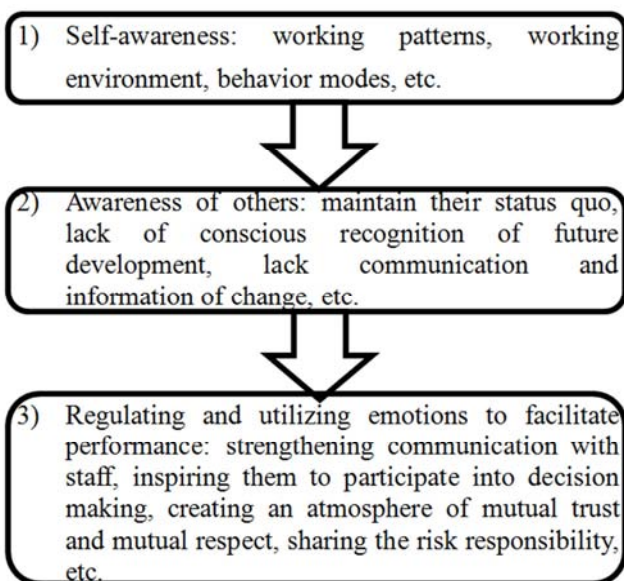 1) Self-awareness: working patterns, working
environment, behavior modes, etc.
2) Awareness of others: maintain their status quo,
lack of conscious recognition of future
development, lack communication and
information of change, etc.
3) Regulating and utilizing emotions to facilitate
performance: strengthening communication with
staff, inspiring them to participate into decision
making, creating an atmosphere of mutual trust
and mutual respect, sharing the risk responsibility,
etc.